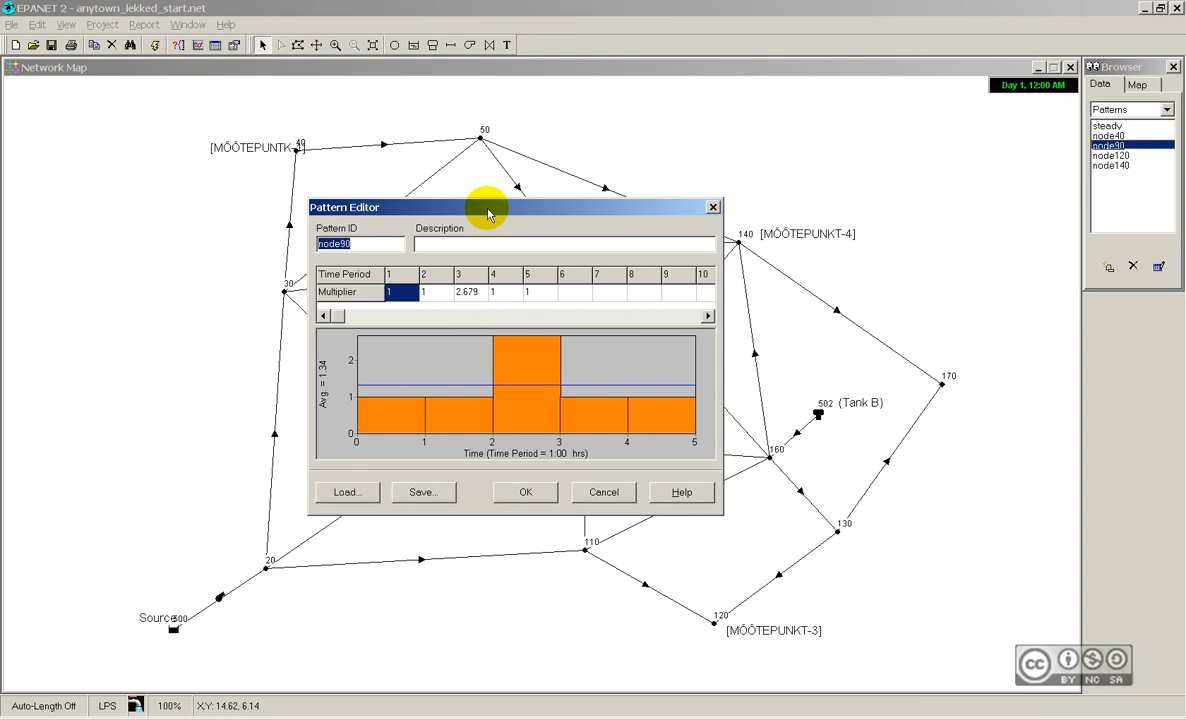 EPANET 2 - anytown_lekked_start.net
File Edit View Project Report Window Help
Network Map
Day 1, 12:00 AM
Browser
Data Map
Patterns
steady
node40
node90
node120
node140
50
40
30
140 [MÕÕTEPUNKT-4]
Pattern Editor
Pattern ID Description
node90
Time Period 1 2 3 4 5 6 7 8 9 10
Multiplier 1 1 2.679 1 1
Avg. = 1.34
2
1
0
0 1 2 3 4 5
Time (Time Period = 1:00 hrs)
Load... Save... OK Cancel Help
170
502 (Tank B)
160
130
110
20
Source
120
[MÕÕTEPUNKT-3]
Auto-Length Off LPS 100% X,Y: 14.62, 6.14
cc BY NC SA